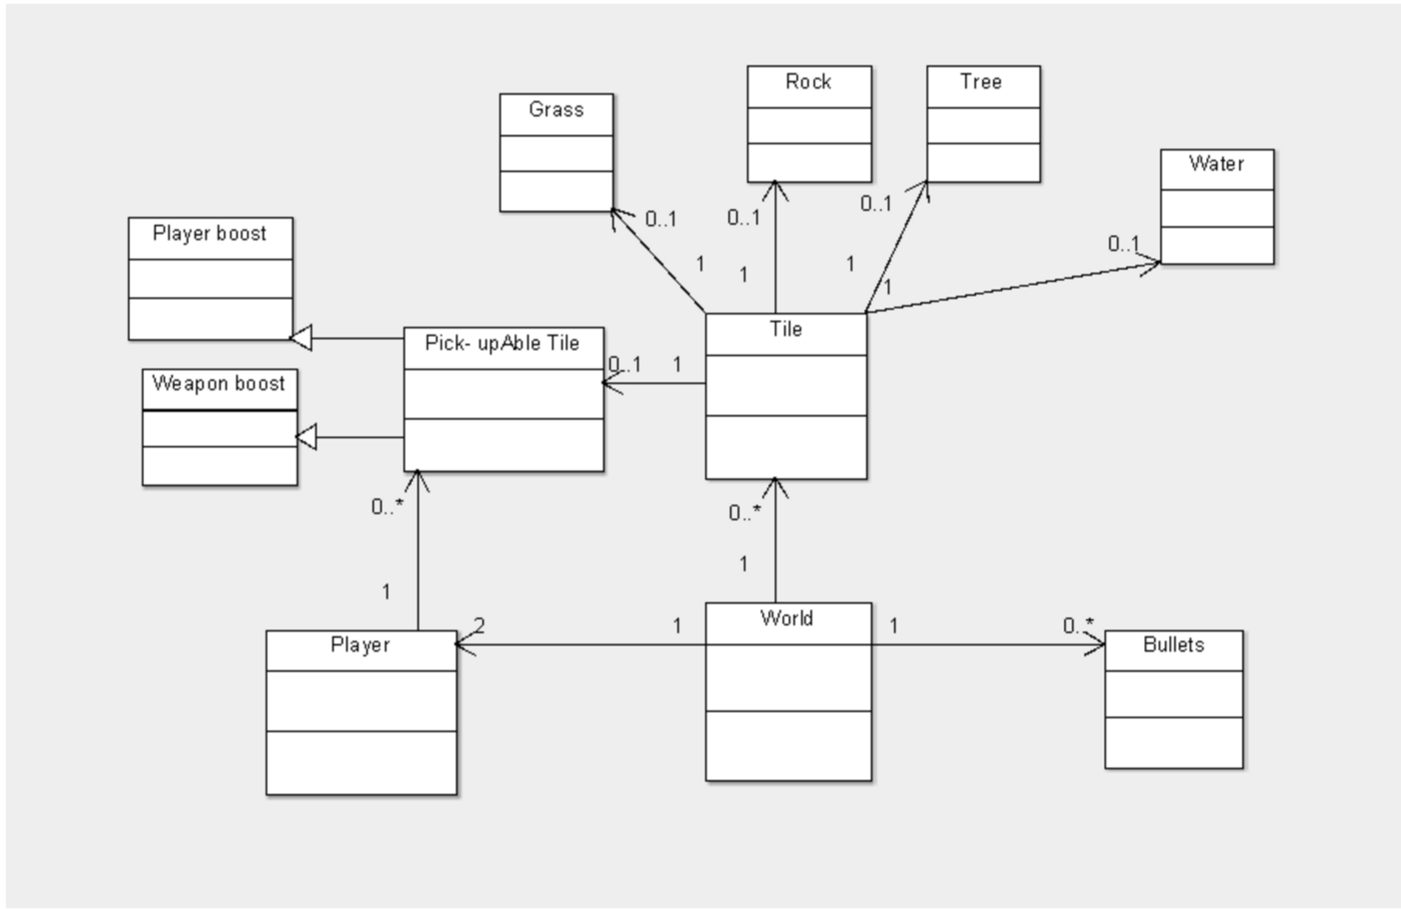 Rock
Tree
Grass
Water
0..1
0..1
0..1
0..1
Player boost
1
1
1
1
Tile
Pick- upAble Tile
0..1
1
Weapon boost
0..*
0..*
1
1
World
2
1
1
0..*
Player
Bullets